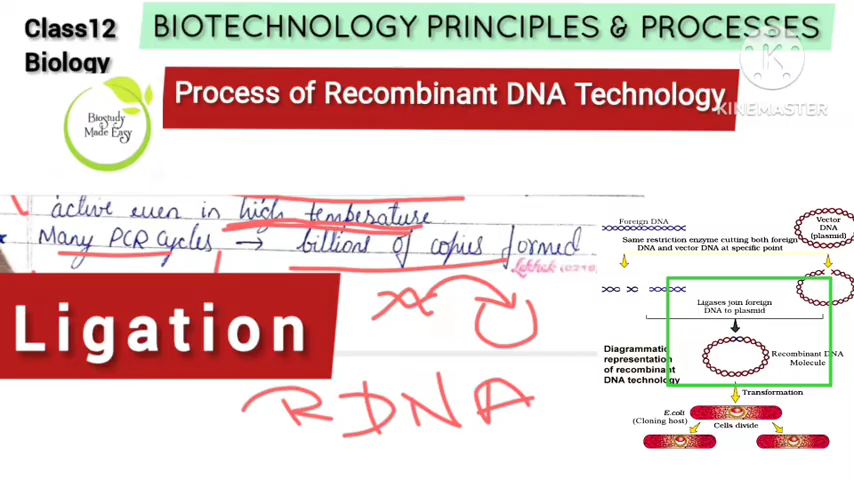 Class12
Biology
BIOTECHNOLOGY PRINCIPLES & PROCESSES
K
KINEMASTER
Process of Recombinant DNA Technology
Biostudy
Made Easy
active even in high temperature
Many PCR Cycles → billions of copies formed
Ligation
RDNA
Foreign DNA
Vector
DNA
(plasmid)
Same restriction enzyme cutting both foreign
DNA and vector DNA at specific point
Ligases join foreign
DNA to plasmid
Recombinant DNA
Molecule
Diagrammatic
representation
of recombinant
DNA technology
Transformation
E.coli
(Cloning host)
Cells divide